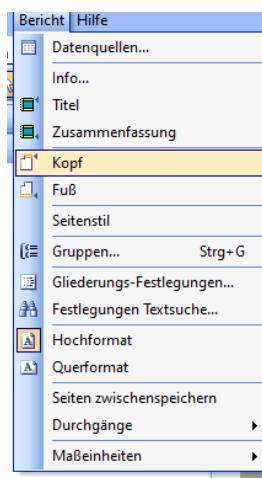 Bericht Hilfe
Datenquellen...
Info...
Titel
Zusammenfassung
Kopf
Fuß
Seitenstil
Gruppen... Strg+G
Gliederungs-Festlegungen...
Festlegungen Textsuche...
Hochformat
Querformat
Seiten zwischenspeichern
Durchgänge
Maßeinheiten